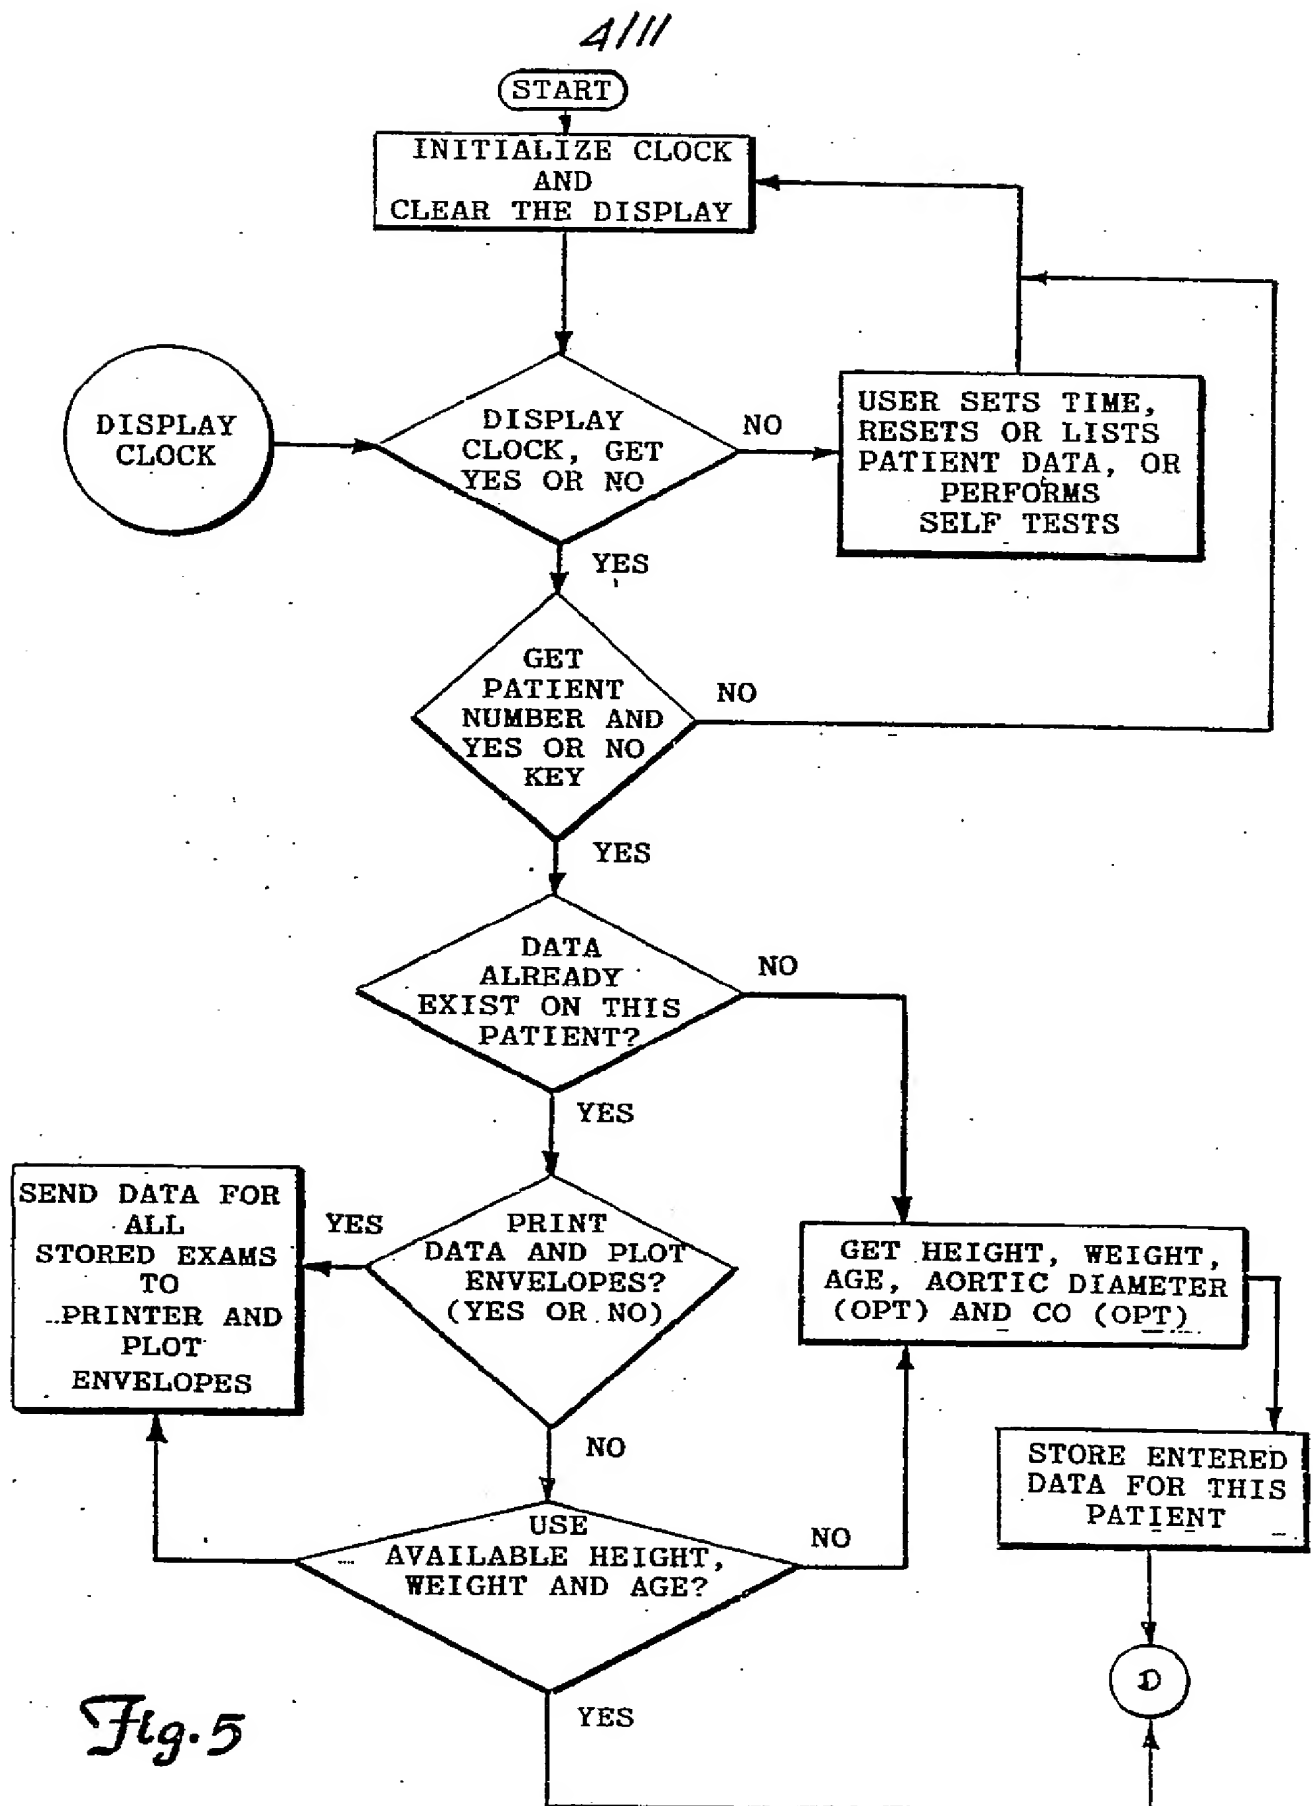 4/11
START
INITIALIZE CLOCK
AND
CLEAR THE DISPLAY
DISPLAY
CLOCK
DISPLAY
CLOCK, GET
YES OR NO
NO
USER SETS TIME,
RESETS OR LISTS
PATIENT DATA, OR
PERFORMS
SELF TESTS
YES
GET
PATIENT
NUMBER AND
YES OR NO
KEY
NO
YES
DATA
ALREADY
EXIST ON THIS
PATIENT?
NO
YES
SEND DATA FOR
ALL
STORED EXAMS
TO
PRINTER AND
PLOT
ENVELOPES
YES
PRINT
DATA AND PLOT
ENVELOPES?
(YES OR NO)
GET HEIGHT, WEIGHT,
AGE, AORTIC DIAMETER
(OPT) AND CO (OPT)
NO
STORE ENTERED
DATA FOR THIS
PATIENT
USE
AVAILABLE HEIGHT,
WEIGHT AND AGE?
NO
YES
D
Fig. 5